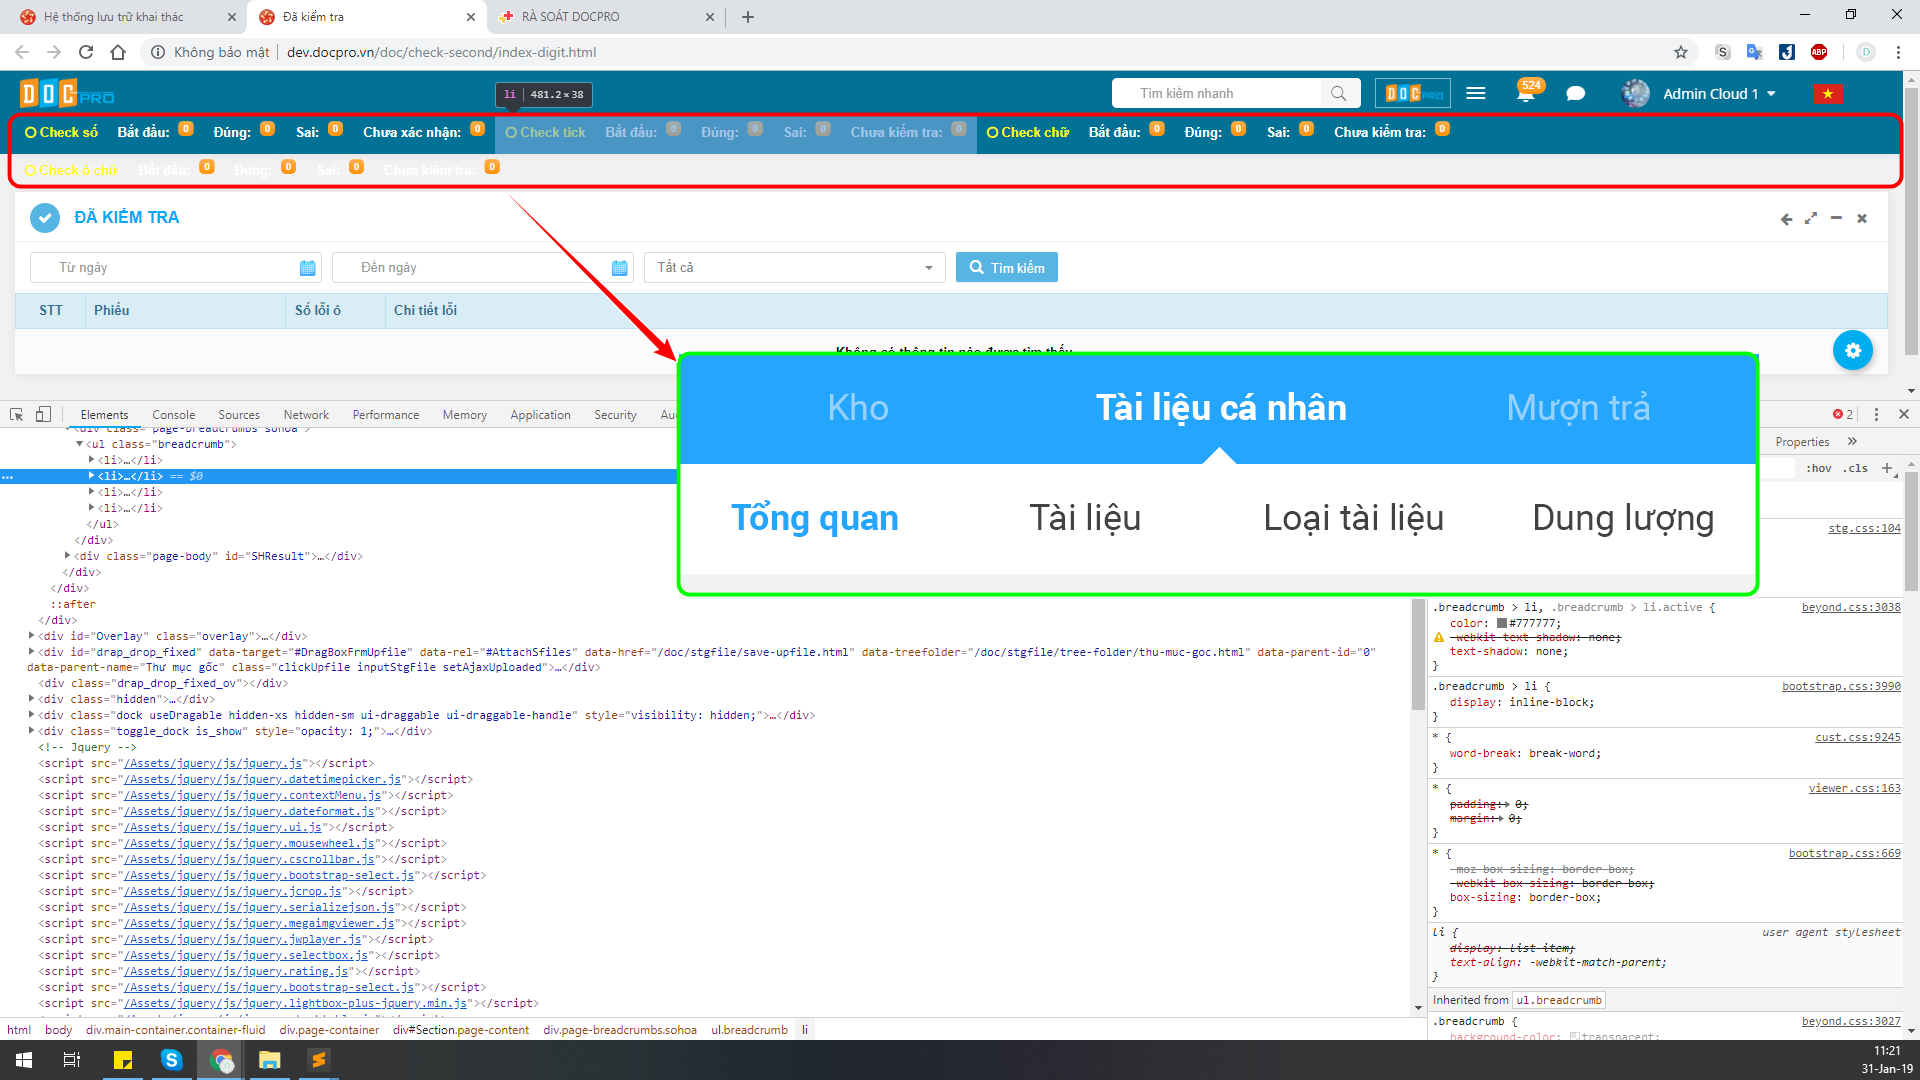 Hệ thống lưu trữ khai thác
Đã kiểm tra
RÀ SOÁT DOCPRO
Không bảo mật
dev.docpro.vn/doc/check-second/index-digit.html
DOCPRO
li 481.2 × 38
Tìm kiếm nhanh
524
Admin Cloud 1
Check số Bắt đầu: 0 Đúng: 0 Sai: 0 Chưa xác nhận: 0 Check tick Bắt đầu: 0 Đúng: 0 Sai: 0 Chưa kiểm tra: 0 Check chữ Bắt đầu: 0 Đúng: 0 Sai: 0 Chưa kiểm tra: 0
Check ô chữ Bắt đầu: 0 Đúng: 0 Sai: 0 Chưa kiểm tra: 0
ĐÃ KIỂM TRA
Từ ngày
Đến ngày
Tất cả
Tìm kiếm
STT Phiếu Số lỗi ô Chi tiết lỗi
Không có thông tin nào được tìm thấy
Kho Tài liệu cá nhân Mượn trả
Tổng quan Tài liệu Loại tài liệu Dung lượng
Elements Console Sources Network Performance Memory Application Security Au
2
<div class="page-breadcrumbs sohoa">
<ul class="breadcrumb">
<li>…</li>
<li>…</li> == $0
<li>…</li>
<li>…</li>
</ul>
</div>
<div class="page-body" id="SHResult">…</div>
</div>
</div>
::after
</div>
<div id="Overlay" class="overlay">…</div>
<div id="drap_drop_fixed" data-target="#DragBoxFrmUpfile" data-rel="#AttachSfiles" data-href="/doc/stgfile/save-upfile.html" data-treefolder="/doc/stgfile/tree-folder/thu-muc-goc.html" data-parent-id="0"
data-parent-name="Thư mục gốc" class="clickUpfile inputStgFile setAjaxUploaded">…</div>
<div class="drap_drop_fixed_ov"></div>
<div class="hidden">…</div>
<div class="dock useDragable hidden-xs hidden-sm ui-draggable ui-draggable-handle" style="visibility: hidden;">…</div>
<div class="toggle_dock is_show" style="opacity: 1;">…</div>
<!-- Jquery -->
<script src="/Assets/jquery/js/jquery.js"></script>
<script src="/Assets/jquery/js/jquery.datetimepicker.js"></script>
<script src="/Assets/jquery/js/jquery.contextMenu.js"></script>
<script src="/Assets/jquery/js/jquery.dateformat.js"></script>
<script src="/Assets/jquery/js/jquery.ui.js"></script>
<script src="/Assets/jquery/js/jquery.mousewheel.js"></script>
<script src="/Assets/jquery/js/jquery.cscrollbar.js"></script>
<script src="/Assets/jquery/js/jquery.bootstrap-select.js"></script>
<script src="/Assets/jquery/js/jquery.jcrop.js"></script>
<script src="/Assets/jquery/js/jquery.serializejson.js"></script>
<script src="/Assets/jquery/js/jquery.megaimgviewer.js"></script>
<script src="/Assets/jquery/js/jquery.jwplayer.js"></script>
<script src="/Assets/jquery/js/jquery.selectbox.js"></script>
<script src="/Assets/jquery/js/jquery.rating.js"></script>
<script src="/Assets/jquery/js/jquery.bootstrap-select.js"></script>
<script src="/Assets/jquery/js/jquery.lightbox-plus-jquery.min.js"></script>
html body div.main-container.container-fluid div.page-container div#Section.page-content div.page-breadcrumbs.sohoa ul.breadcrumb li
Properties »
:hov .cls +
stg.css:104
.breadcrumb > li, .breadcrumb > li.active { beyond.css:3038
color: #777777;
-webkit-text-shadow: none;
text-shadow: none;
}
.breadcrumb > li { bootstrap.css:3990
display: inline-block;
}
* { cust.css:9245
word-break: break-word;
}
* { viewer.css:163
padding: 0;
margin: 0;
}
* { bootstrap.css:669
-moz-box-sizing: border-box;
-webkit-box-sizing: border-box;
box-sizing: border-box;
}
li { user agent stylesheet
display: list-item;
text-align: -webkit-match-parent;
}
Inherited from ul.breadcrumb
.breadcrumb { beyond.css:3027
background-color: transparent;
11:21
31-Jan-19